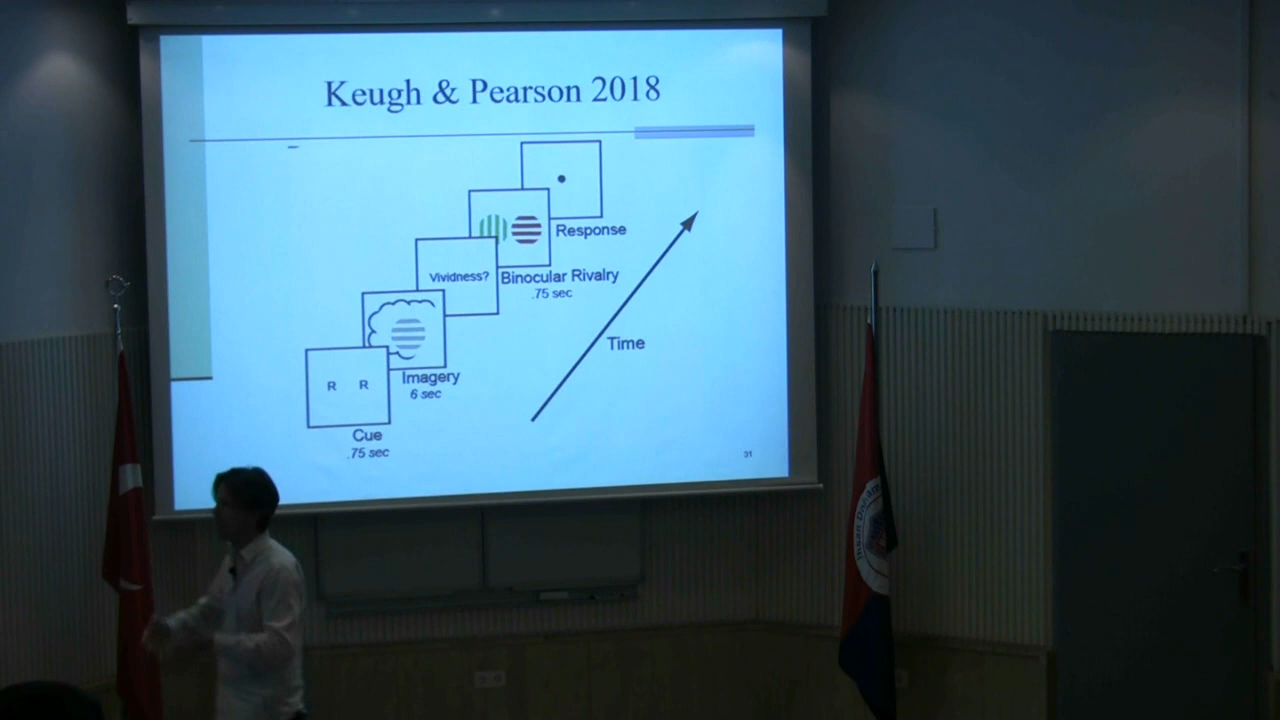 Keugh & Pearson 2018
Response
Vividness?
Binocular Rivalry
.75 sec
Time
Imagery
6 sec
R R
Cue
.75 sec
31